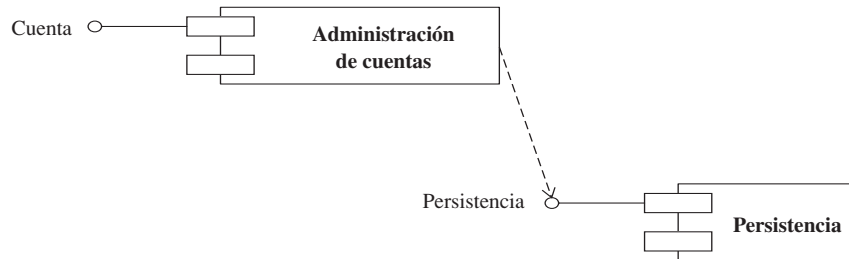 Cuenta
Administración
de cuentas
Persistencia
Persistencia